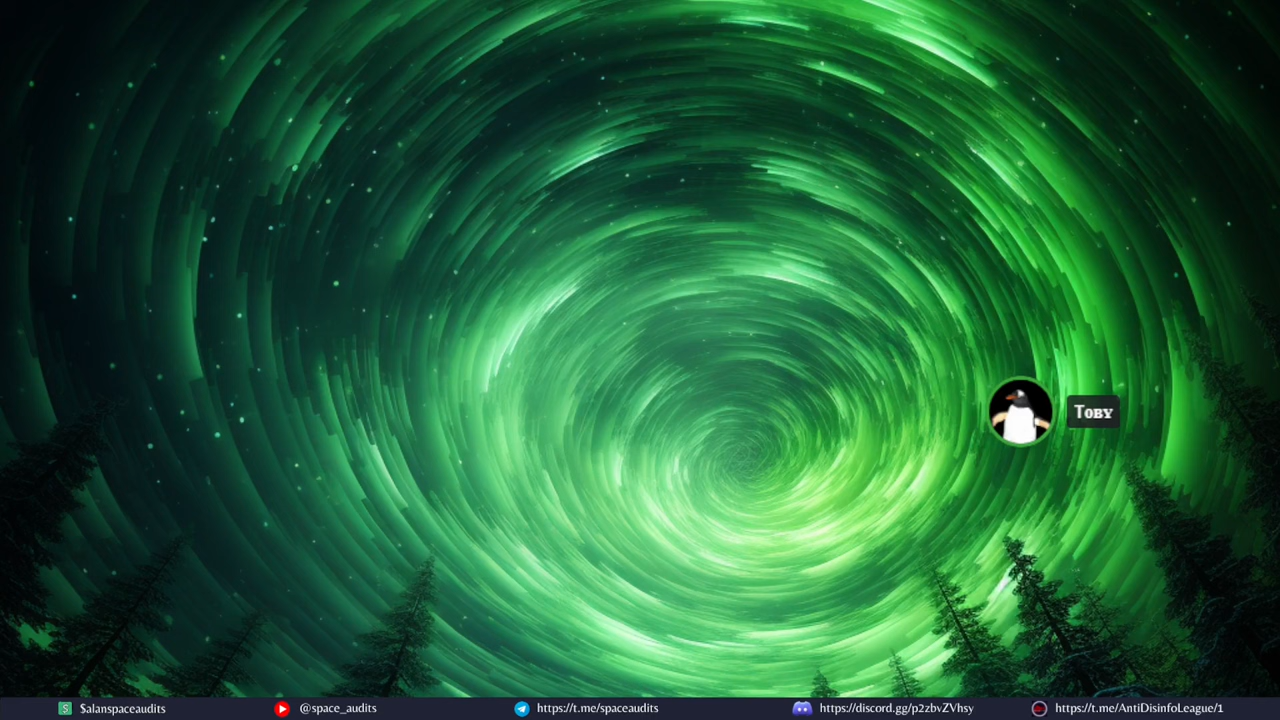 Toby
$alanspaceaudits
@space_audits
https://t.me/spaceaudits
https://discord.gg/p2zbvZVhsy
https://t.me/AntiDisinfoLeague/1